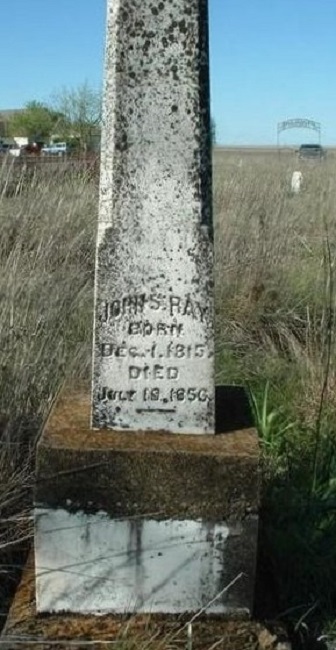 JOHN S. RAY
BORN
DEC. 1. 1815.
DIED
JULY 18, 1856.